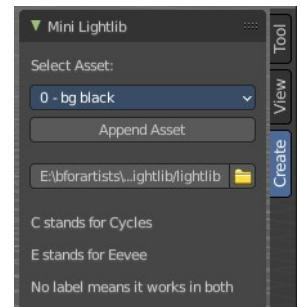 Mini Lightlib
Select Asset:
0 - bg black
Append Asset
E:\bforartists\...ightlib/lightlib
C stands for Cycles
E stands for Eevee
No label means it works in both
Tool
View
Create